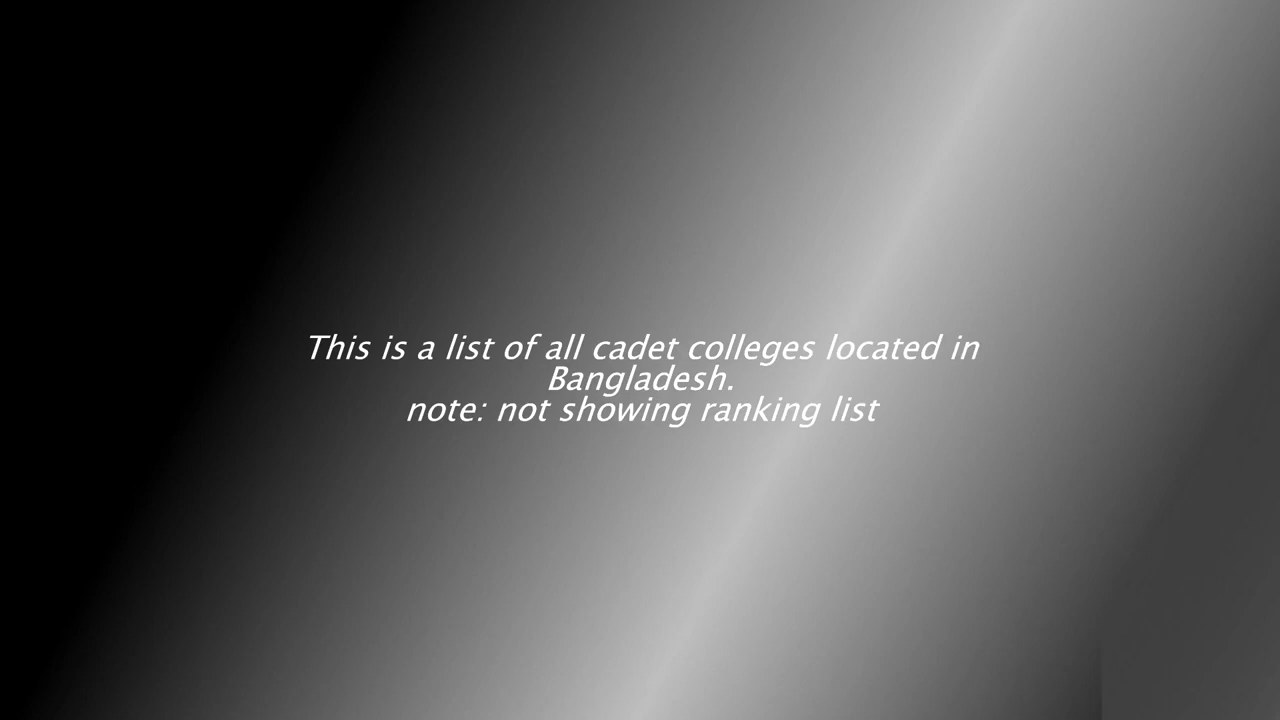 This is a list of all cadet colleges located in
Bangladesh.
note: not showing ranking list